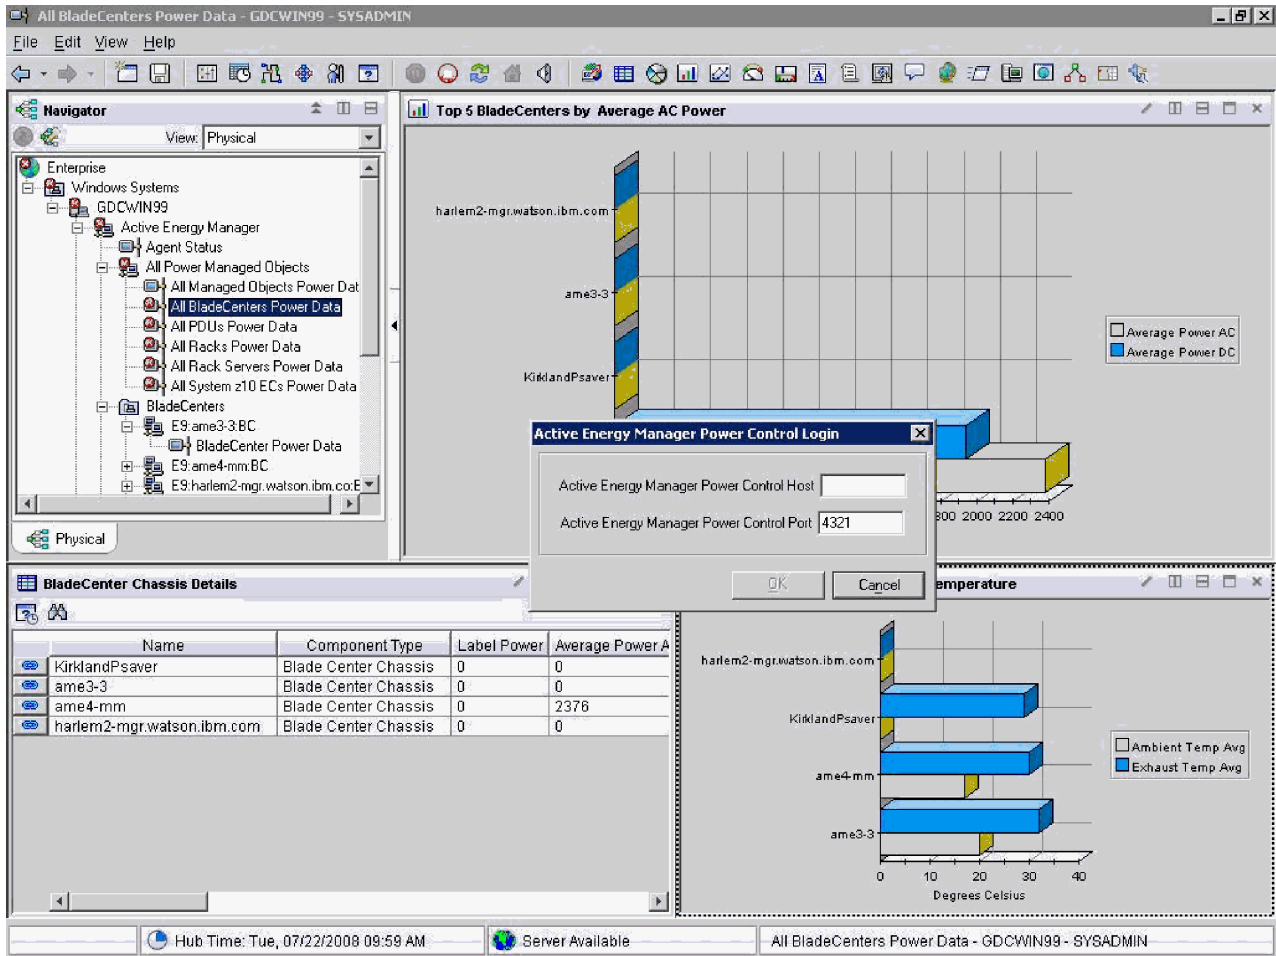 All BladeCenters Power Data - GDCWIN99 - SYSADMIN
File Edit View Help
Navigator
View: Physical
Enterprise
Windows Systems
GDCWIN99
Active Energy Manager
Agent Status
All Power Managed Objects
All Managed Objects Power Dat
All BladeCenters Power Data
All PDUs Power Data
All Racks Power Data
All Rack Servers Power Data
All System z10 ECs Power Data
BladeCenters
E9:ame3-3:BC
BladeCenter Power Data
E9:ame4-mm:BC
E9:harlem2-mgr.watson.ibm.co:E
Physical
Top 5 BladeCenters by Average AC Power
harlem2-mgr.watson.ibm.com
ame3-3
KirklandPsaver
800 2000 2200 2400
Average Power AC
Average Power DC
Active Energy Manager Power Control Login
Active Energy Manager Power Control Host
Active Energy Manager Power Control Port 4321
OK Cancel
BladeCenter Chassis Details
Name Component Type Label Power Average Power A
KirklandPsaver Blade Center Chassis 0 0
ame3-3 Blade Center Chassis 0 0
ame4-mm Blade Center Chassis 0 2376
harlem2-mgr.watson.ibm.com Blade Center Chassis 0 0
emperature
harlem2-mgr.watson.ibm.com
KirklandPsaver
ame4-mm
ame3-3
0 10 20 30 40
Degrees Celsius
Ambient Temp Avg
Exhaust Temp Avg
Hub Time: Tue, 07/22/2008 09:59 AM
Server Available
All BladeCenters Power Data - GDCWIN99 - SYSADMIN